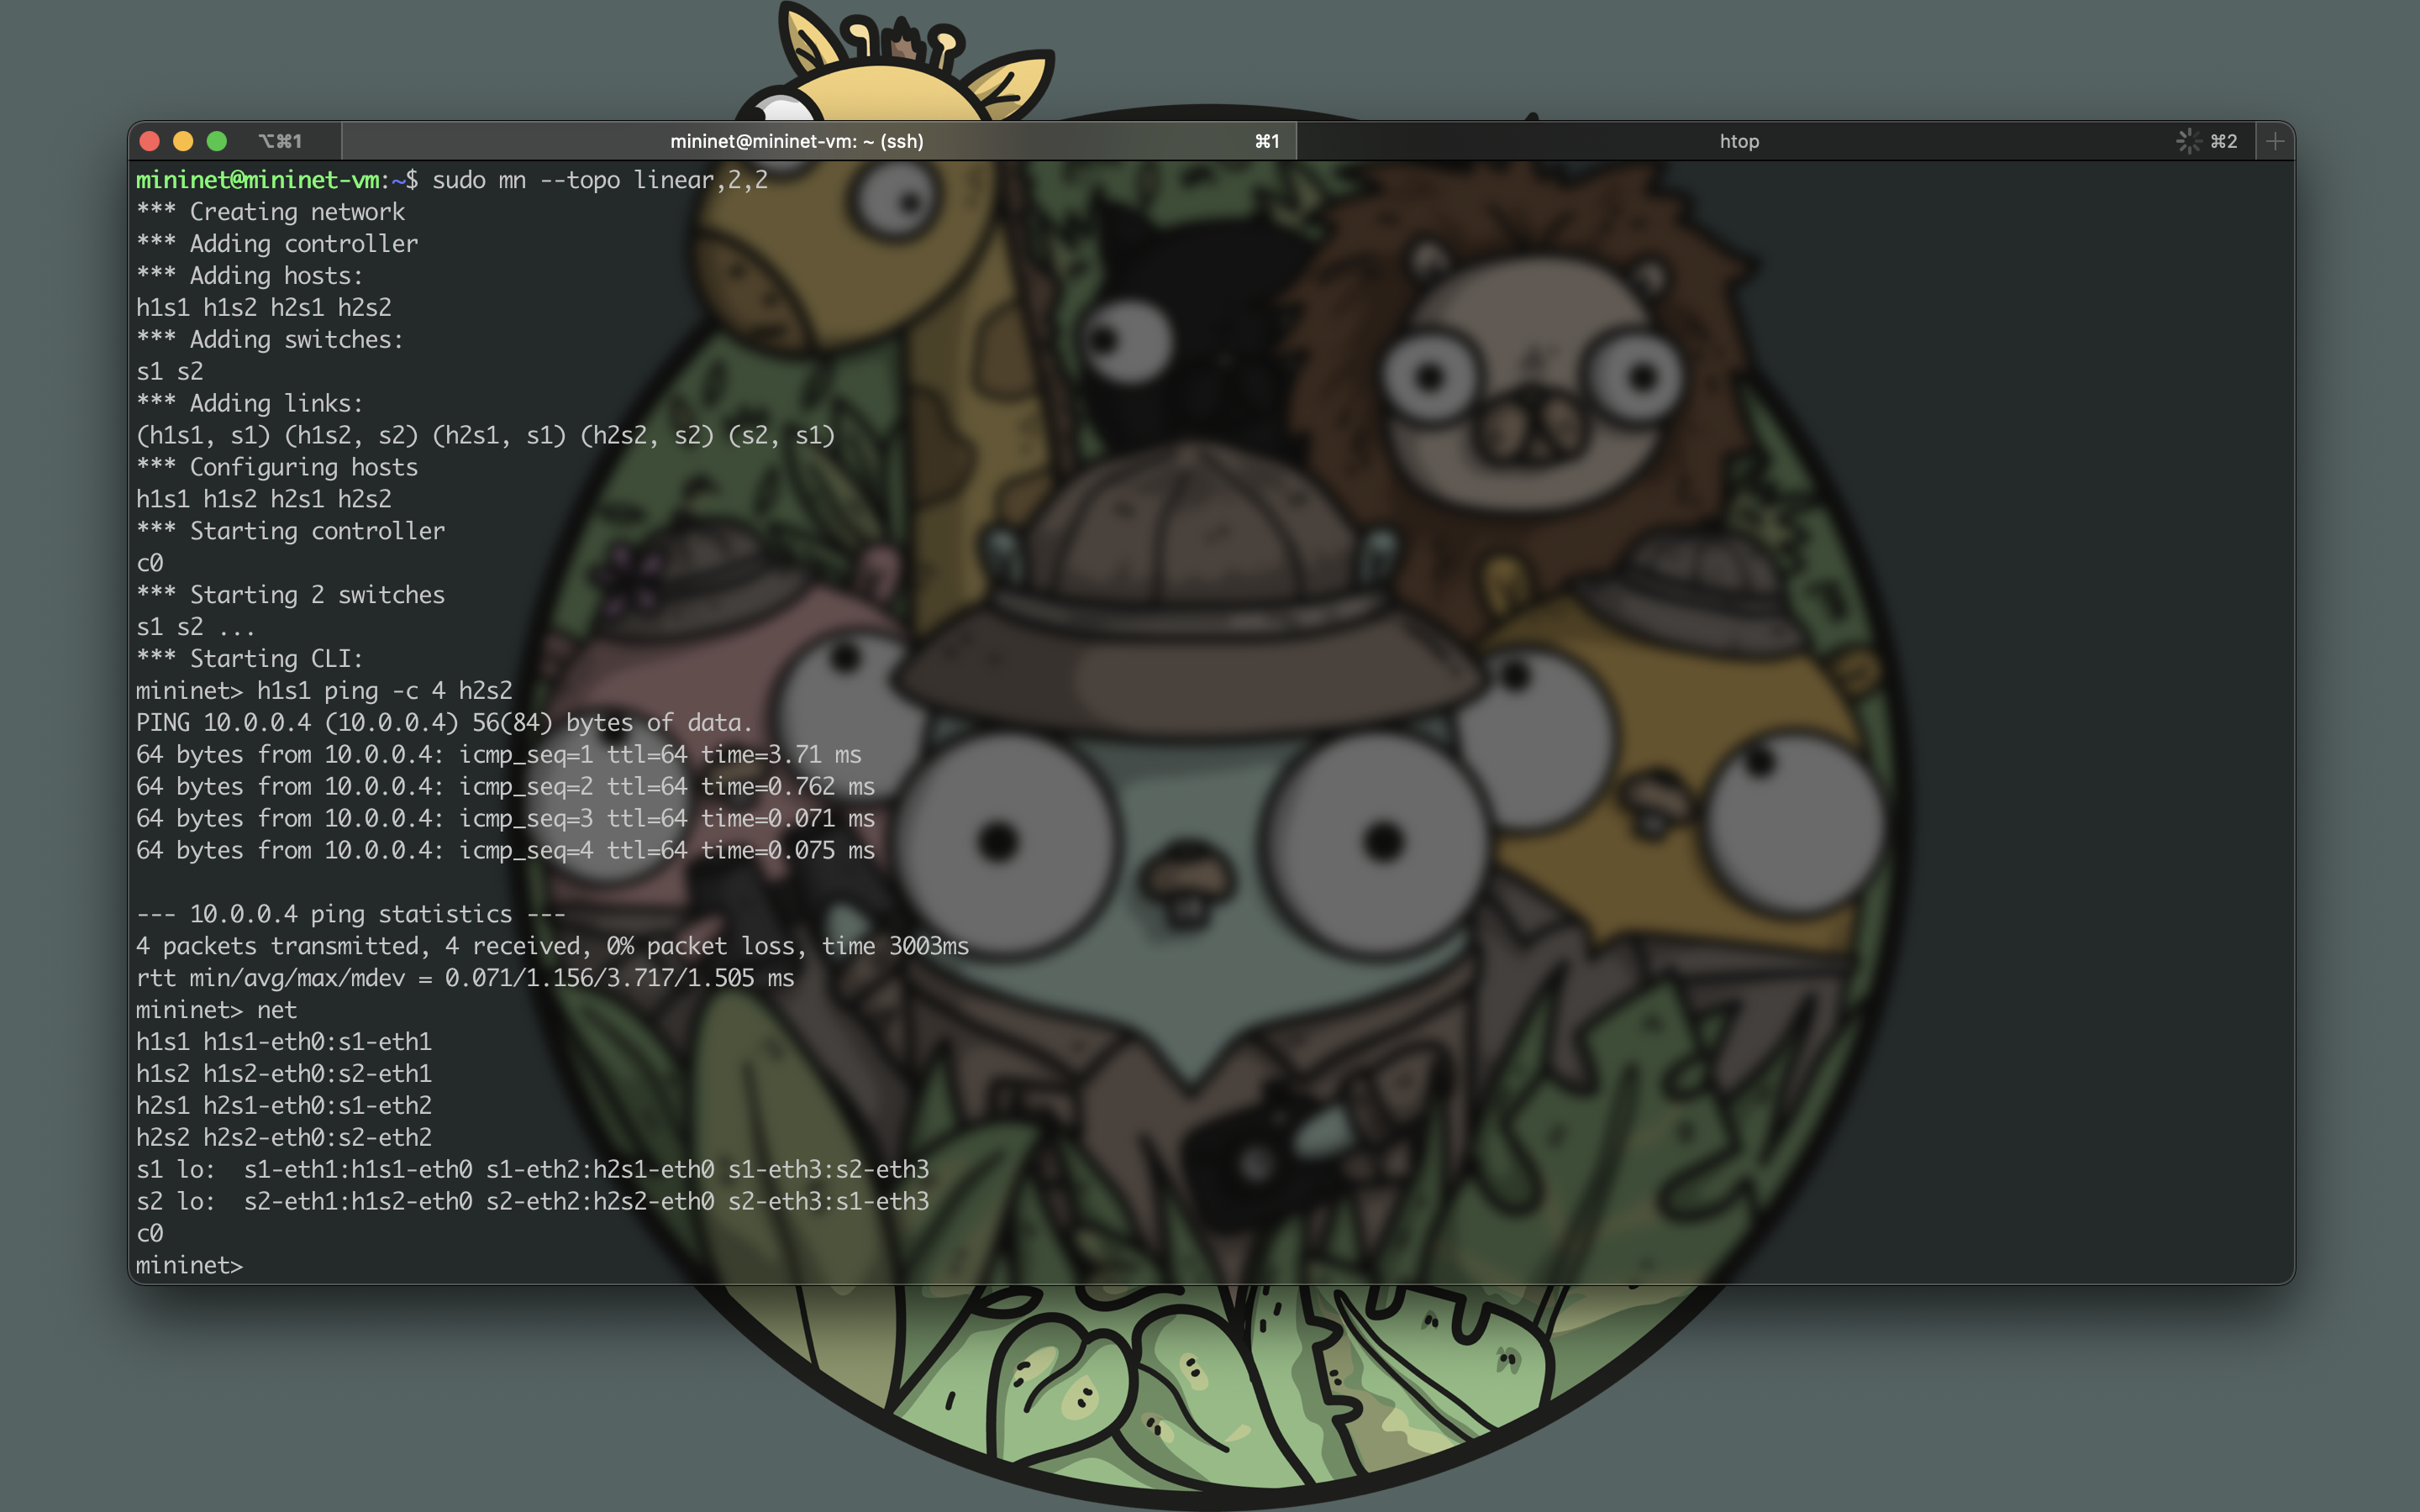 ⌥⌘1 mininet@mininet-vm: ~ (ssh) ⌘1 htop ⌘2
mininet@mininet-vm:~$ sudo mn --topo linear,2,2
*** Creating network
*** Adding controller
*** Adding hosts:
h1s1 h1s2 h2s1 h2s2
*** Adding switches:
s1 s2
*** Adding links:
(h1s1, s1) (h1s2, s2) (h2s1, s1) (h2s2, s2) (s2, s1)
*** Configuring hosts
h1s1 h1s2 h2s1 h2s2
*** Starting controller
c0
*** Starting 2 switches
s1 s2 ...
*** Starting CLI:
mininet> h1s1 ping -c 4 h2s2
PING 10.0.0.4 (10.0.0.4) 56(84) bytes of data.
64 bytes from 10.0.0.4: icmp_seq=1 ttl=64 time=3.71 ms
64 bytes from 10.0.0.4: icmp_seq=2 ttl=64 time=0.762 ms
64 bytes from 10.0.0.4: icmp_seq=3 ttl=64 time=0.071 ms
64 bytes from 10.0.0.4: icmp_seq=4 ttl=64 time=0.075 ms
--- 10.0.0.4 ping statistics ---
4 packets transmitted, 4 received, 0% packet loss, time 3003ms
rtt min/avg/max/mdev = 0.071/1.156/3.717/1.505 ms
mininet> net
h1s1 h1s1-eth0:s1-eth1
h1s2 h1s2-eth0:s2-eth1
h2s1 h2s1-eth0:s1-eth2
h2s2 h2s2-eth0:s2-eth2
s1 lo:  s1-eth1:h1s1-eth0 s1-eth2:h2s1-eth0 s1-eth3:s2-eth3
s2 lo:  s2-eth1:h1s2-eth0 s2-eth2:h2s2-eth0 s2-eth3:s1-eth3
c0
mininet>